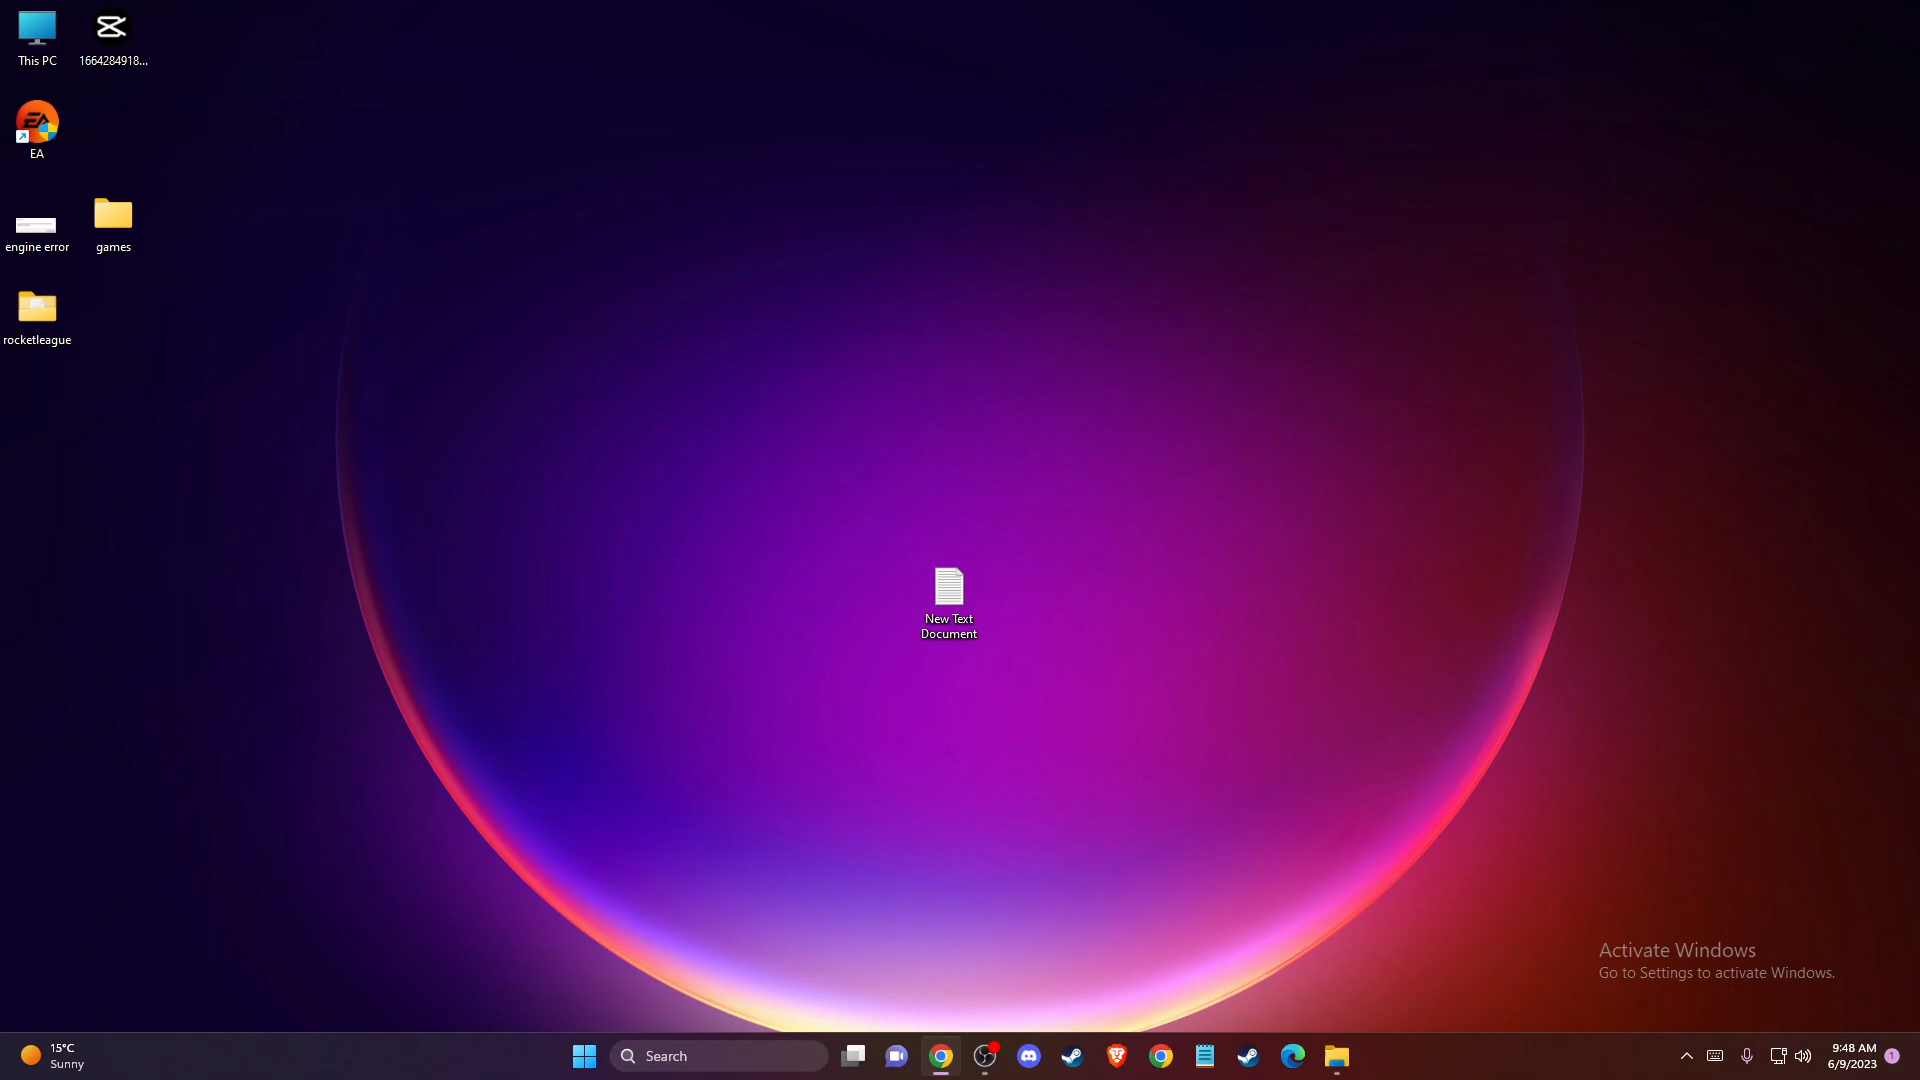 This PC
1664284918...
EA
engine error
games
rocketleague
New Text
Document
Activate Windows
Go to Settings to activate Windows.
15°C
Sunny
Search
9:48 AM
6/9/2023
1